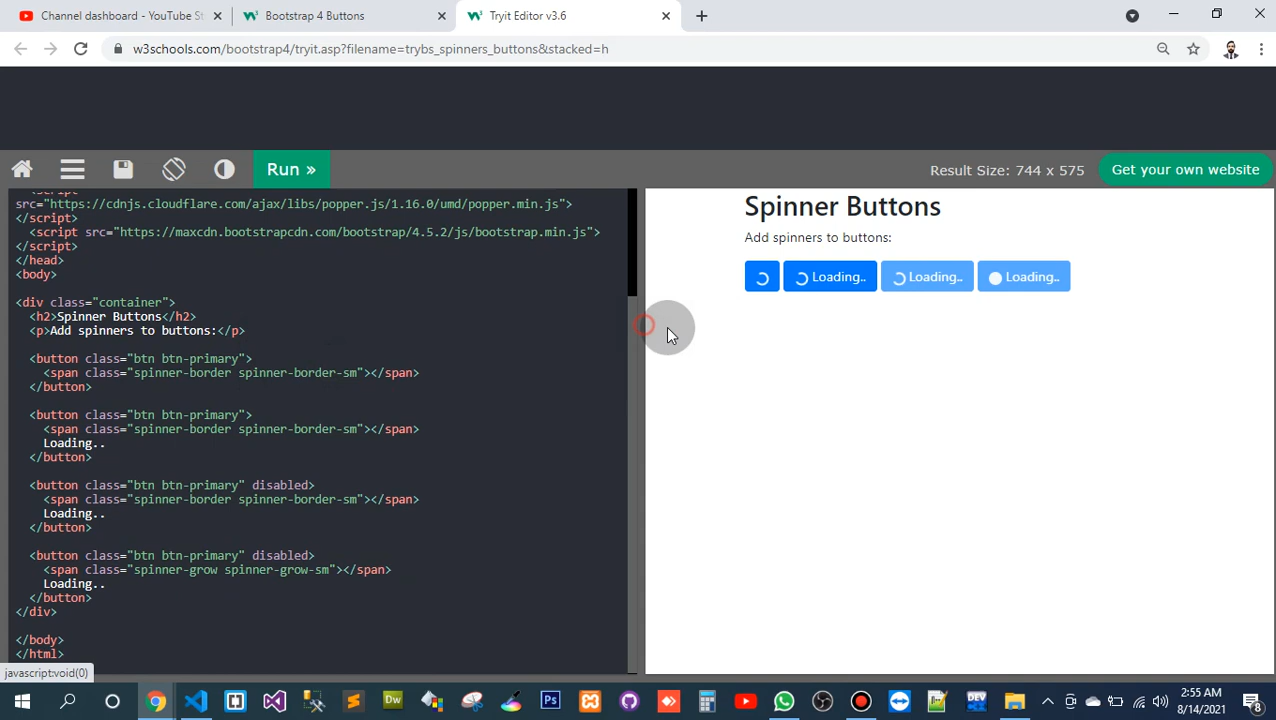 Channel dashboard - YouTube St
Bootstrap 4 Buttons
Tryit Editor v3.6
w3schools.com/bootstrap4/tryit.asp?filename=trybs_spinners_buttons&stacked=h
Run »
Result Size: 744 x 575
Get your own website
<script
src="https://cdnjs.cloudflare.com/ajax/libs/popper.js/1.16.0/umd/popper.min.js">
</script>
<script src="https://maxcdn.bootstrapcdn.com/bootstrap/4.5.2/js/bootstrap.min.js">
</script>
</head>
<body>
<div class="container">
<h2>Spinner Buttons</h2>
<p>Add spinners to buttons:</p>
<button class="btn btn-primary">
<span class="spinner-border spinner-border-sm"></span>
</button>
<button class="btn btn-primary">
<span class="spinner-border spinner-border-sm"></span>
Loading..
</button>
<button class="btn btn-primary" disabled>
<span class="spinner-border spinner-border-sm"></span>
Loading..
</button>
<button class="btn btn-primary" disabled>
<span class="spinner-grow spinner-grow-sm"></span>
Loading..
</button>
</div>
</body>
</html>
Spinner Buttons
Add spinners to buttons:
Loading.. Loading.. Loading..
javascript:void(0)
Dw
Ps
DEV
2:55 AM
8/14/2021
8